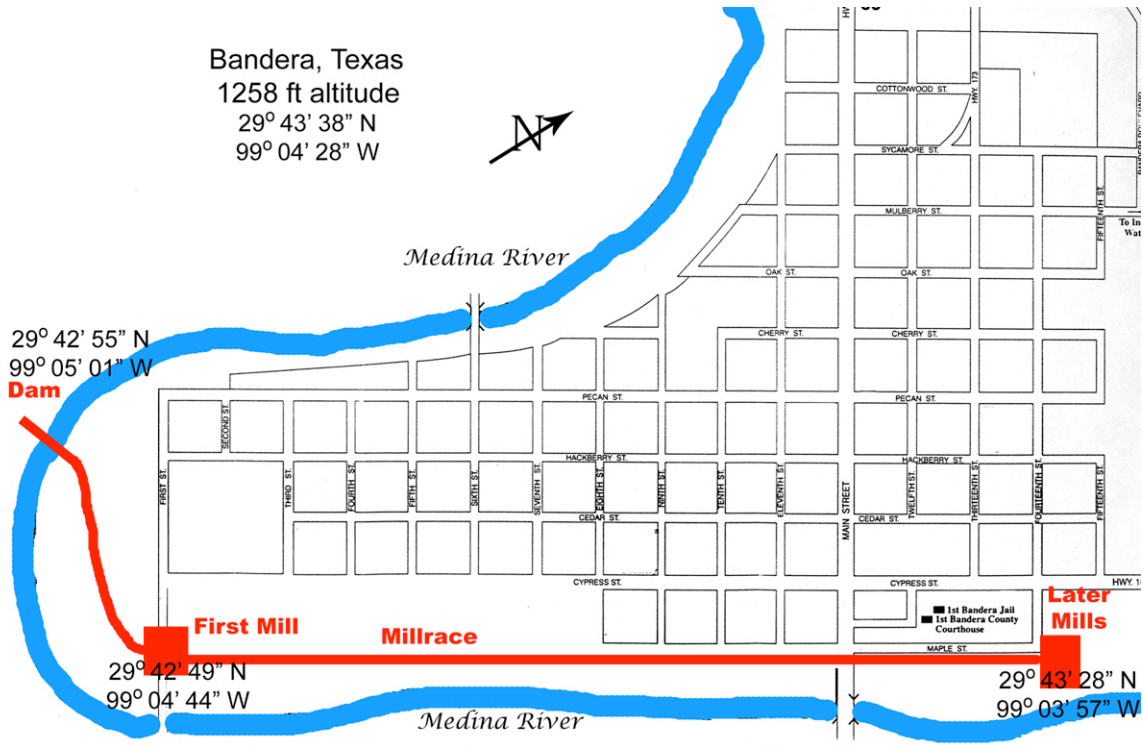 Bandera, Texas
1258 ft altitude
29° 43' 38" N
99° 04' 28" W
N
COTTONWOOD ST.
HWY. 173
SYCAMORE ST.
MULBERRY ST.
FIFTEENTH ST.
To In
Wat
Medina River
OAK ST.
OAK ST.
CHERRY ST.
CHERRY ST.
29° 42' 55" N
99° 05' 01" W
Dam
PECAN ST.
PECAN ST.
SECOND ST.
HACKBERRY ST.
HACKBERRY ST.
FIRST ST.
THIRD ST.
FOURTH ST.
FIFTH ST.
SIXTH ST.
SEVENTH ST.
EIGHTH ST.
NINTH ST.
TENTH ST.
ELEVENTH ST.
MAIN STREET
TWELFTH ST.
THIRTEENTH ST.
FOURTEENTH ST.
FIFTEENTH ST.
CEDAR ST.
CEDAR ST.
CYPRESS ST.
CYPRESS ST.
HWY. 1
1st Bandera Jail
1st Bandera County
Courthouse
Later
Mills
First Mill
Millrace
MAPLE ST.
29° 42' 49" N
99° 04' 44" W
29° 43' 28" N
99° 03' 57" W
Medina River